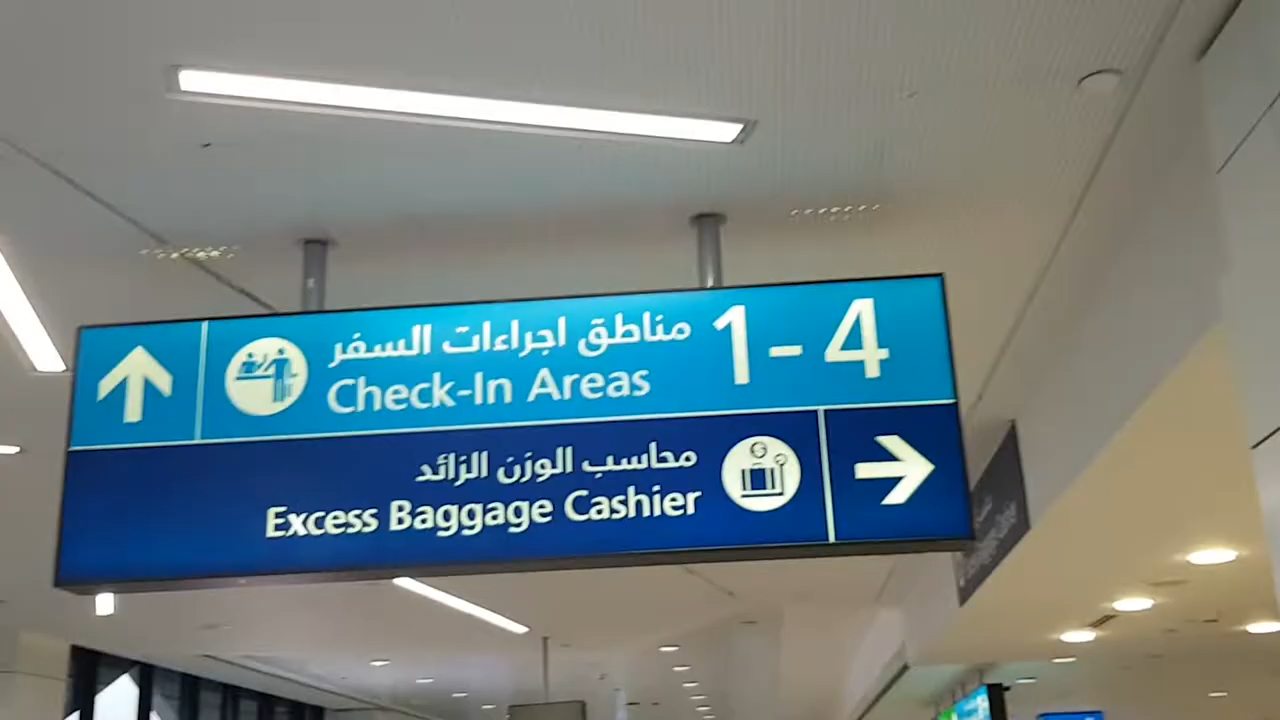 مناطق اجراءات السفر
Check-In Areas
1-4
محاسب الوزن الزائد
Excess Baggage Cashier